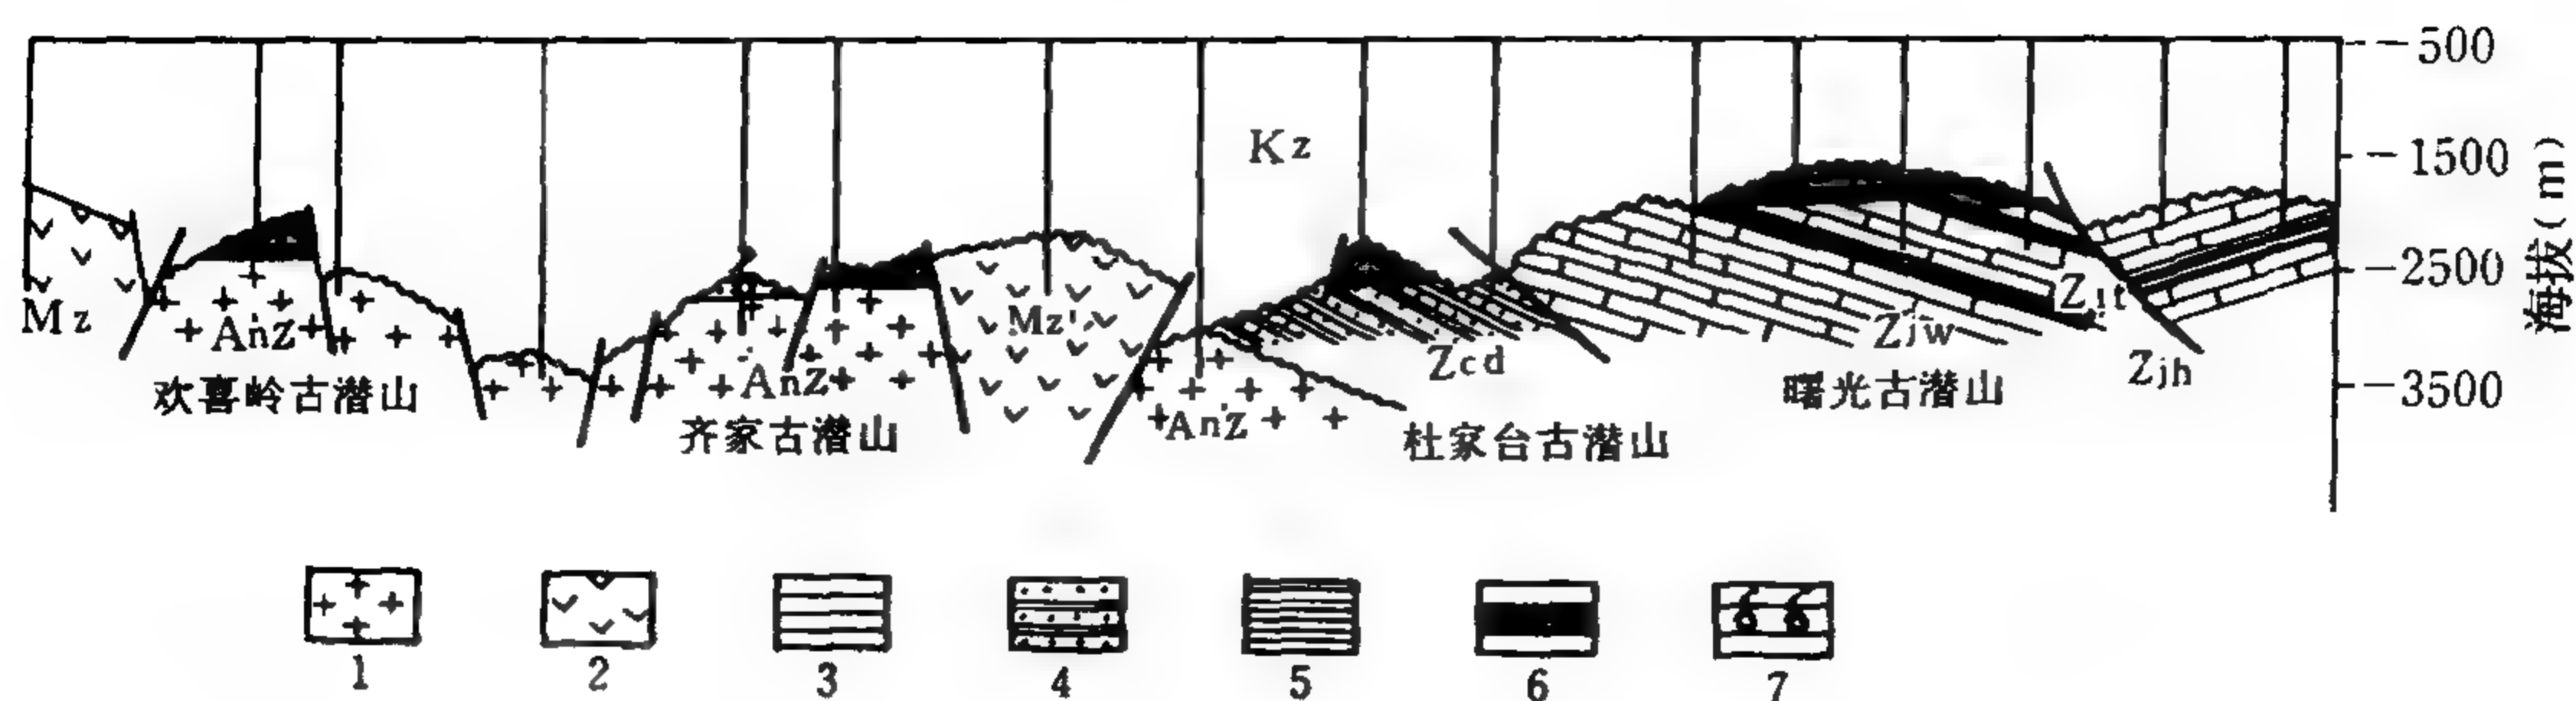 -500
Kz
-1500
海拔(m)
-2500
-3500
Mz
AnZ
欢喜岭古潜山
AnZ
齐家古潜山
Mz
AnZ
Zcd
杜家台古潜山
Zjw
曙光古潜山
Zjt
Zjh
1 2 3 4 5 6 7